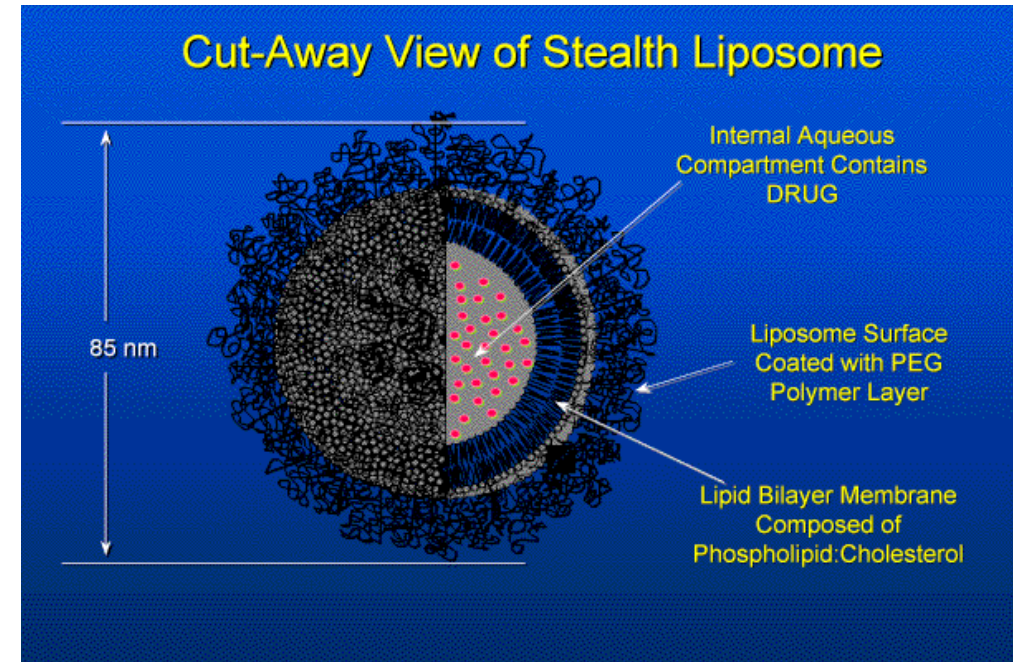 Cut-Away View of Stealth Liposome
Internal Aqueous
Compartment Contains
DRUG
85 nm
Liposome Surface
Coated with PEG
Polymer Layer
Lipid Bilayer Membrane
Composed of
Phospholipid:Cholesterol